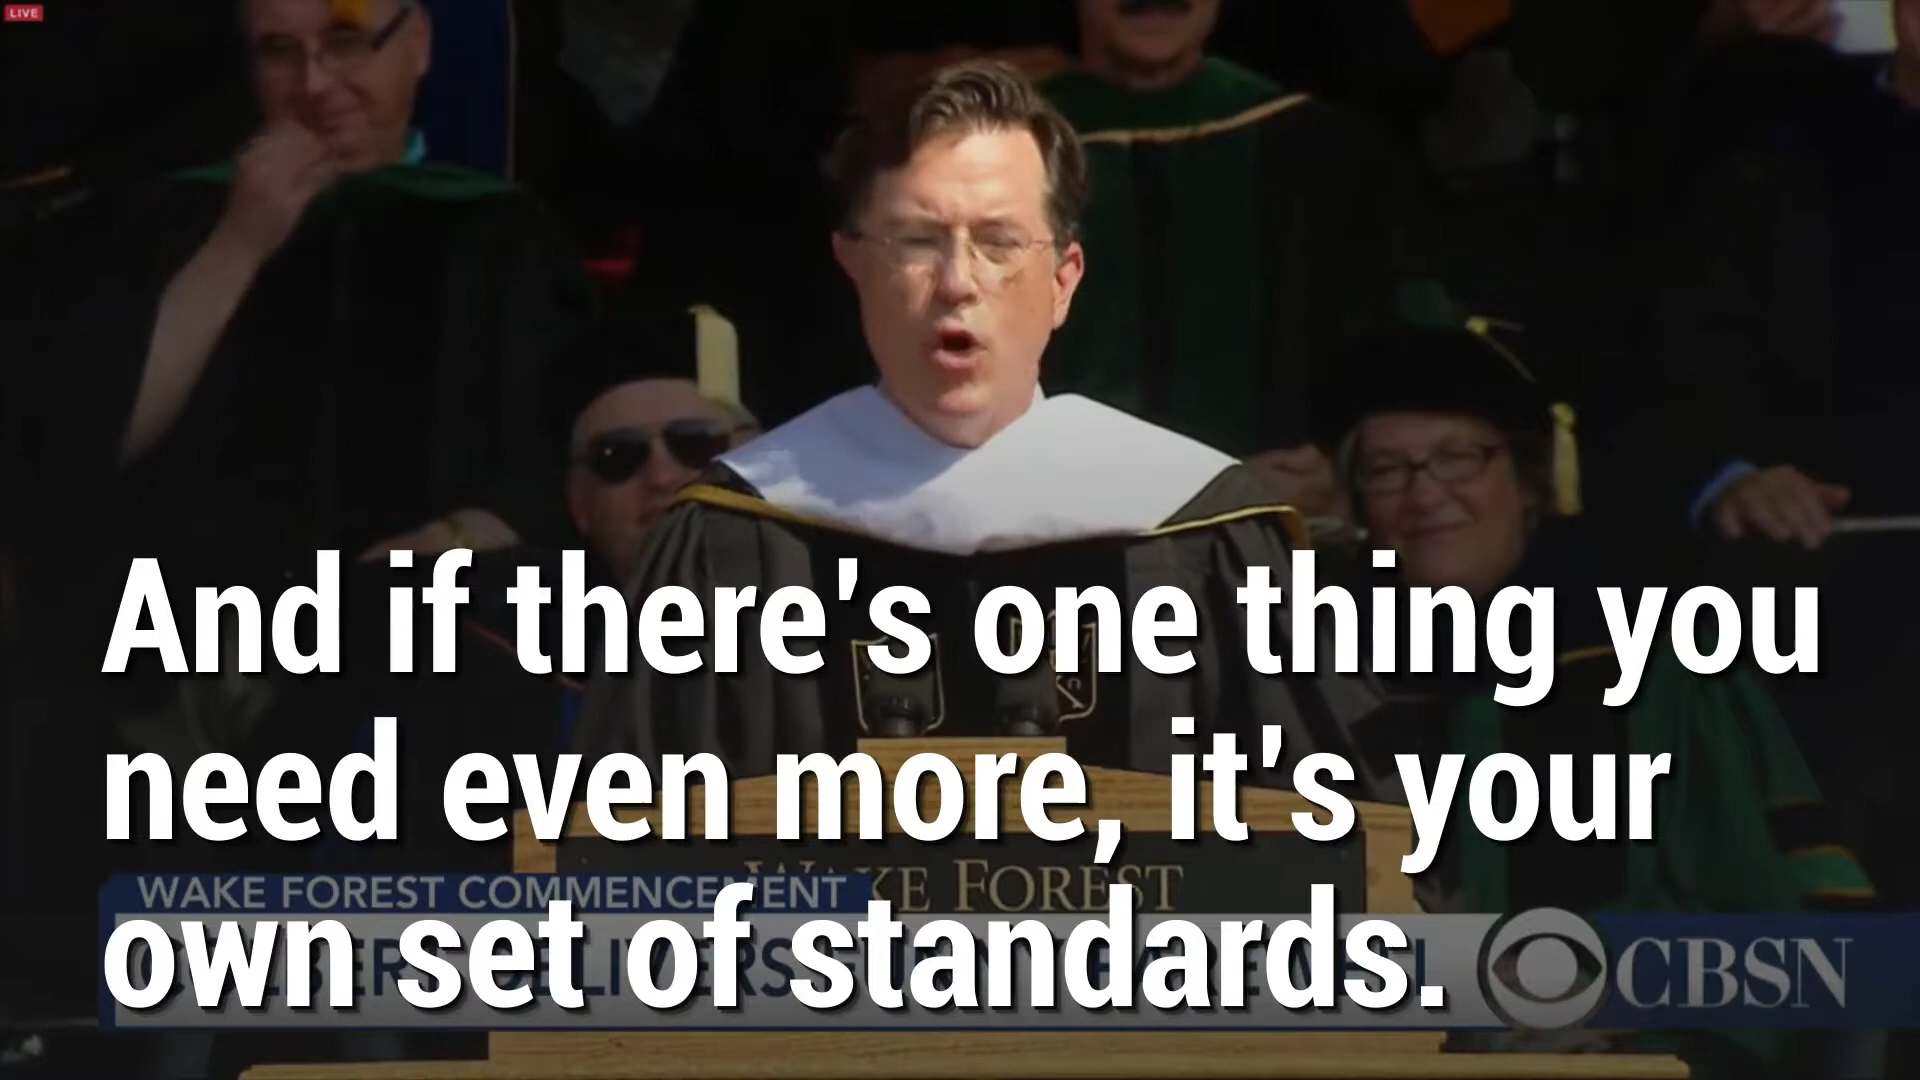 LIVE
And if there's one thing you
need even more, it's your
WAKE FOREST
WAKE FOREST COMMENCEMENT
own set of standards.
DELIVERS
CBSN